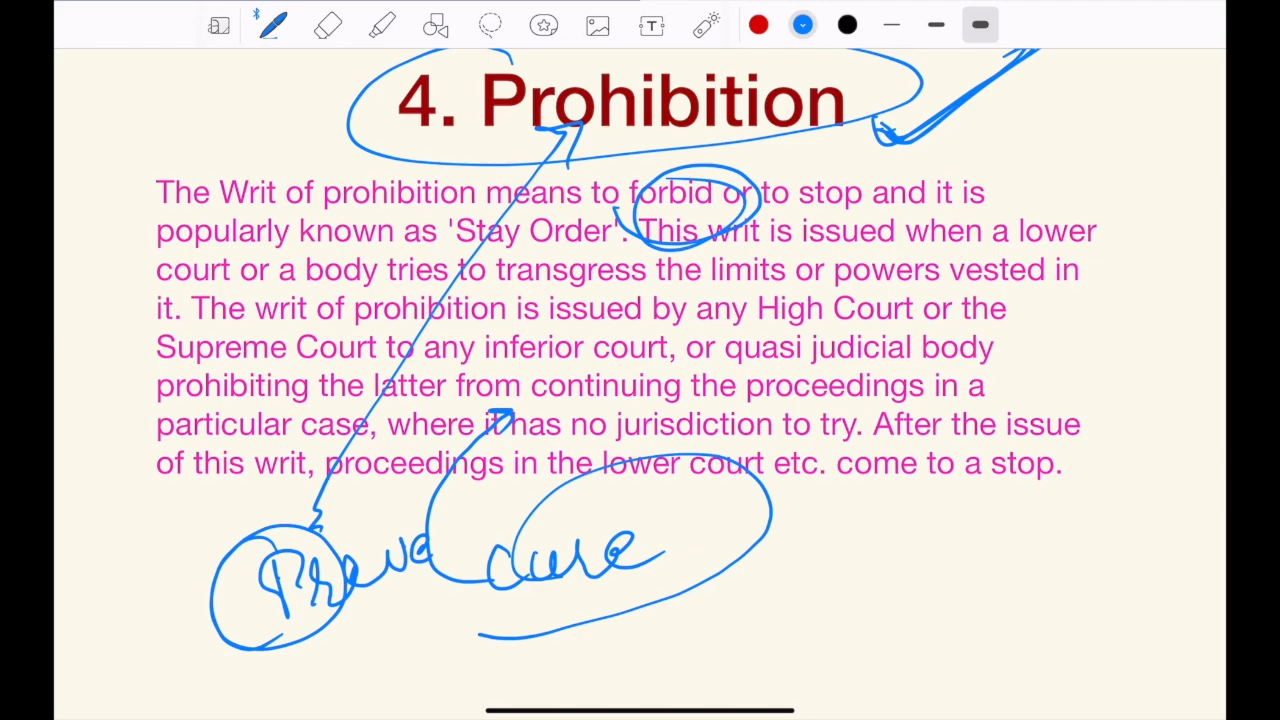 4. Prohibition
The Writ of prohibition means to forbid or to stop and it is
popularly known as 'Stay Order'. This writ is issued when a lower
court or a body tries to transgress the limits or powers vested in
it. The writ of prohibition is issued by any High Court or the
Supreme Court to any inferior court, or quasi judicial body
prohibiting the latter from continuing the proceedings in a
particular case, where it has no jurisdiction to try. After the issue
of this writ, proceedings in the lower court etc. come to a stop.
cure